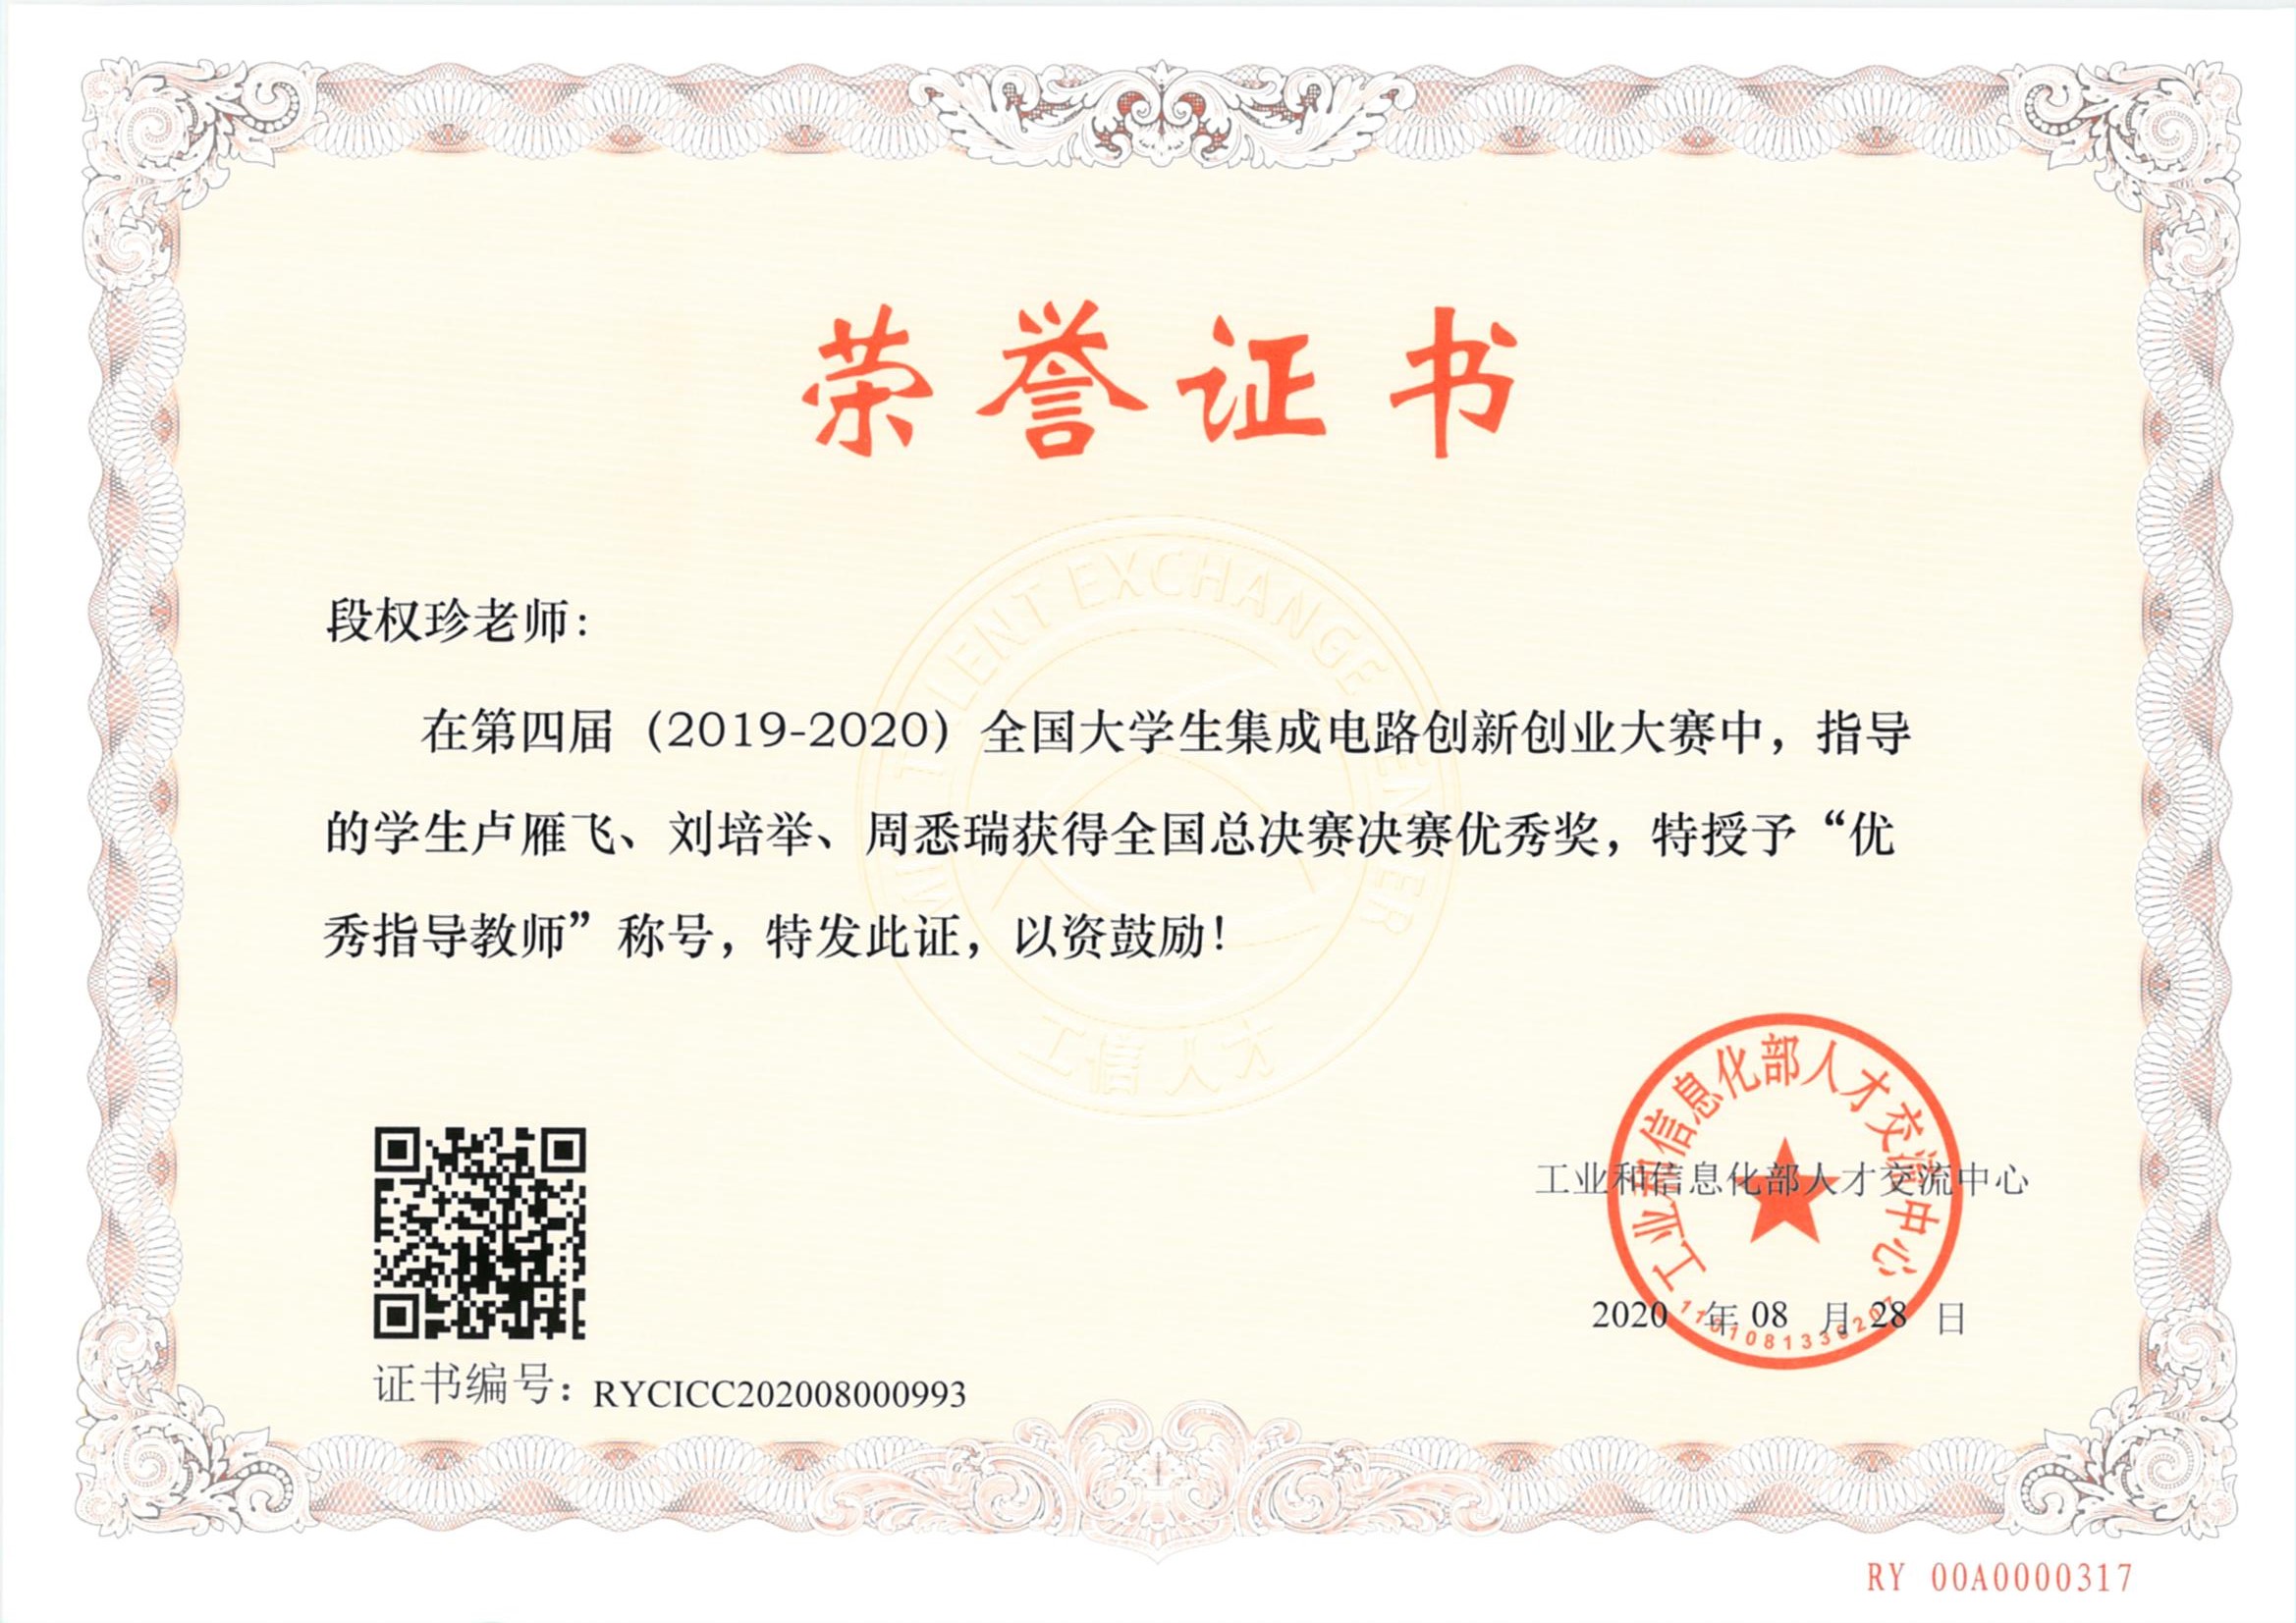 荣誉证书
MIIT TALENT EXCHANGE CENTER
段权珍老师：
在第四届（2019-2020）全国大学生集成电路创新创业大赛中，指导
的学生卢雁飞、刘培举、周悉瑞获得全国总决赛决赛优秀奖，特授予“优
秀指导教师”称号，特发此证，以资鼓励！
工信人才
工业和信息化部人才交流中心
工业和信息化部人才交流中心
2020 年 08 月 28 日
证书编号：RYCICC202008000993
RY 00A0000317